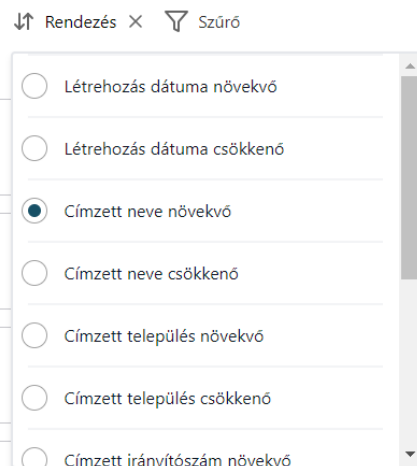 Rendezés × Szűrő
Létrehozás dátuma növekvő
Létrehozás dátuma csökkenő
Címzett neve növekvő
Címzett neve csökkenő
Címzett település növekvő
Címzett település csökkenő
Címzett irányítószám növekvő